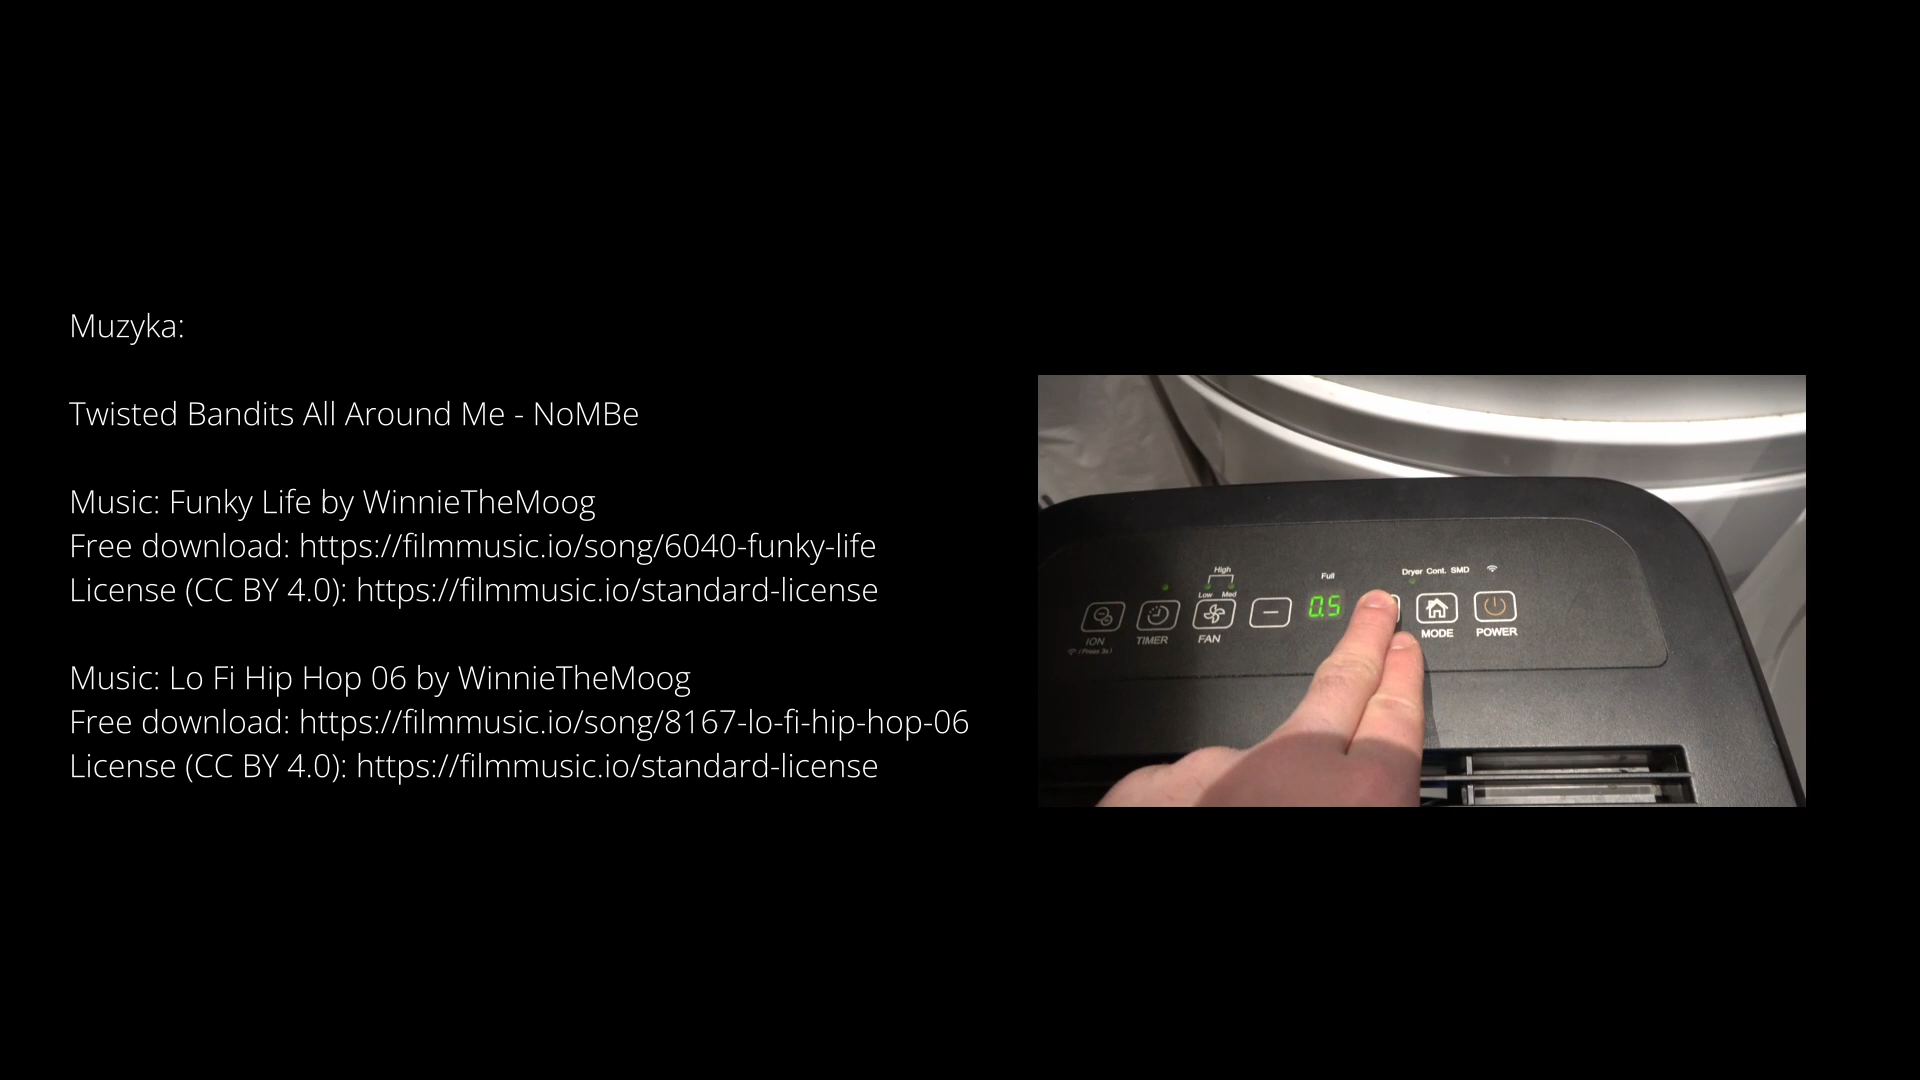 Muzyka:
Twisted Bandits All Around Me - NoMBe
Music: Funky Life by WinnieTheMoog
Free download: https://filmmusic.io/song/6040-funky-life
License (CC BY 4.0): https://filmmusic.io/standard-license
Music: Lo Fi Hip Hop 06 by WinnieTheMoog
Free download: https://filmmusic.io/song/8167-lo-fi-hip-hop-06
License (CC BY 4.0): https://filmmusic.io/standard-license
High
Low Med
Full
Dryer Cont. SMD
0.5
ION
(Press 3s)
TIMER
FAN
MODE
POWER